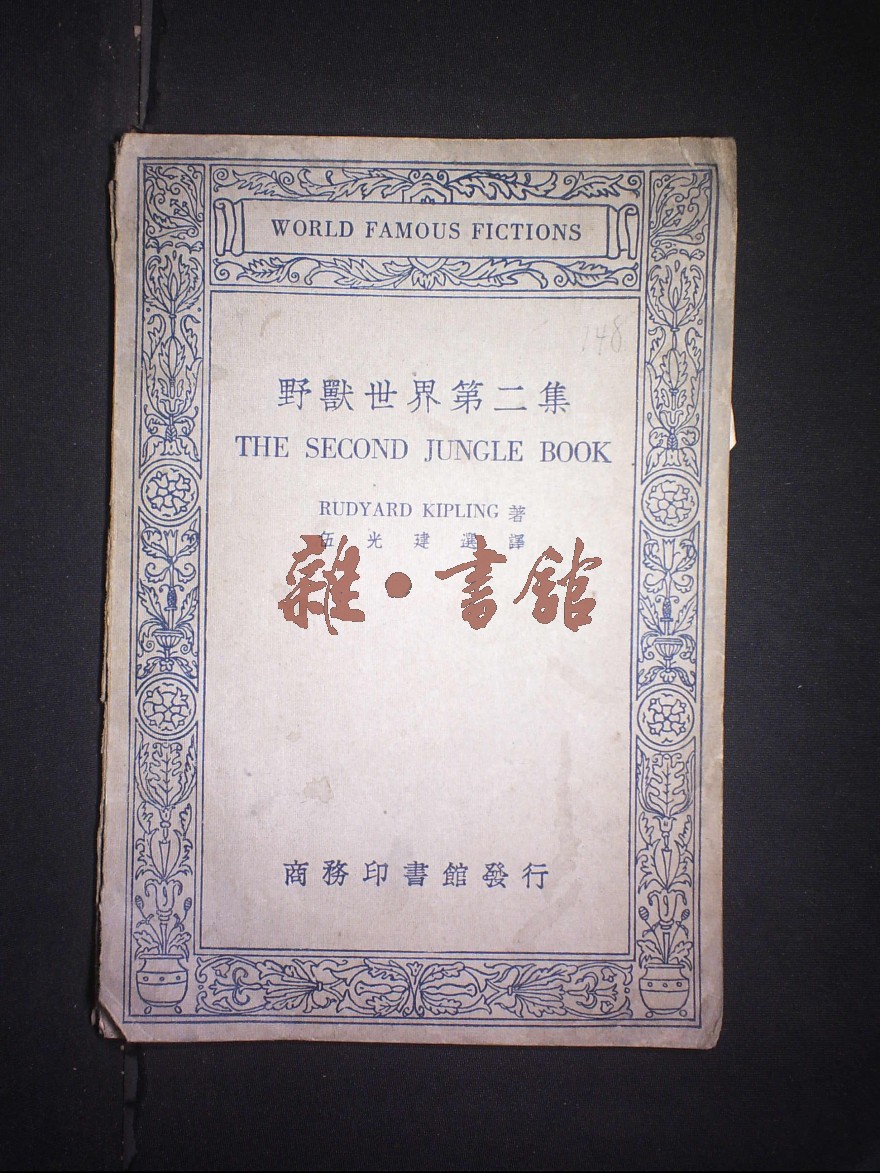 WORLD FAMOUS FICTIONS
148
野獸世界第二集
THE SECOND JUNGLE BOOK
RUDYARD KIPLING 著
伍光建選譯
雜·書館
商務印書館發行